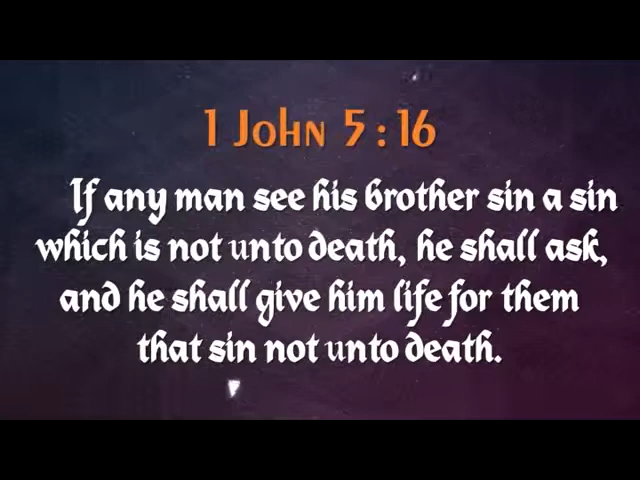 1 John 5:16
If any man see his brother sin a sin
which is not unto death, he shall ask,
and he shall give him life for them
that sin not unto death.